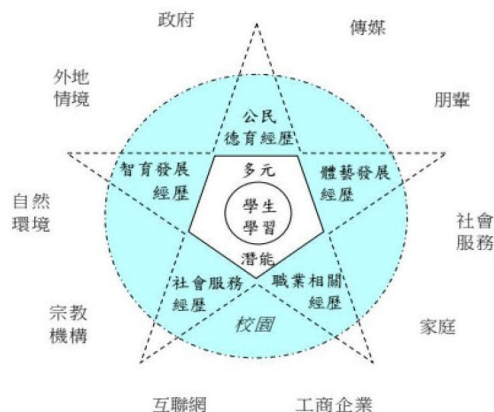 政府
傳媒
外地
情境
朋輩
公民
德育經歷
智育發展
經歷
多元
體藝發展
經歷
學生
學習
自然
環境
社會
服務
潛能
社會服務
經歷
職業相關
經歷
宗教
機構
校園
家庭
互聯網
工商企業